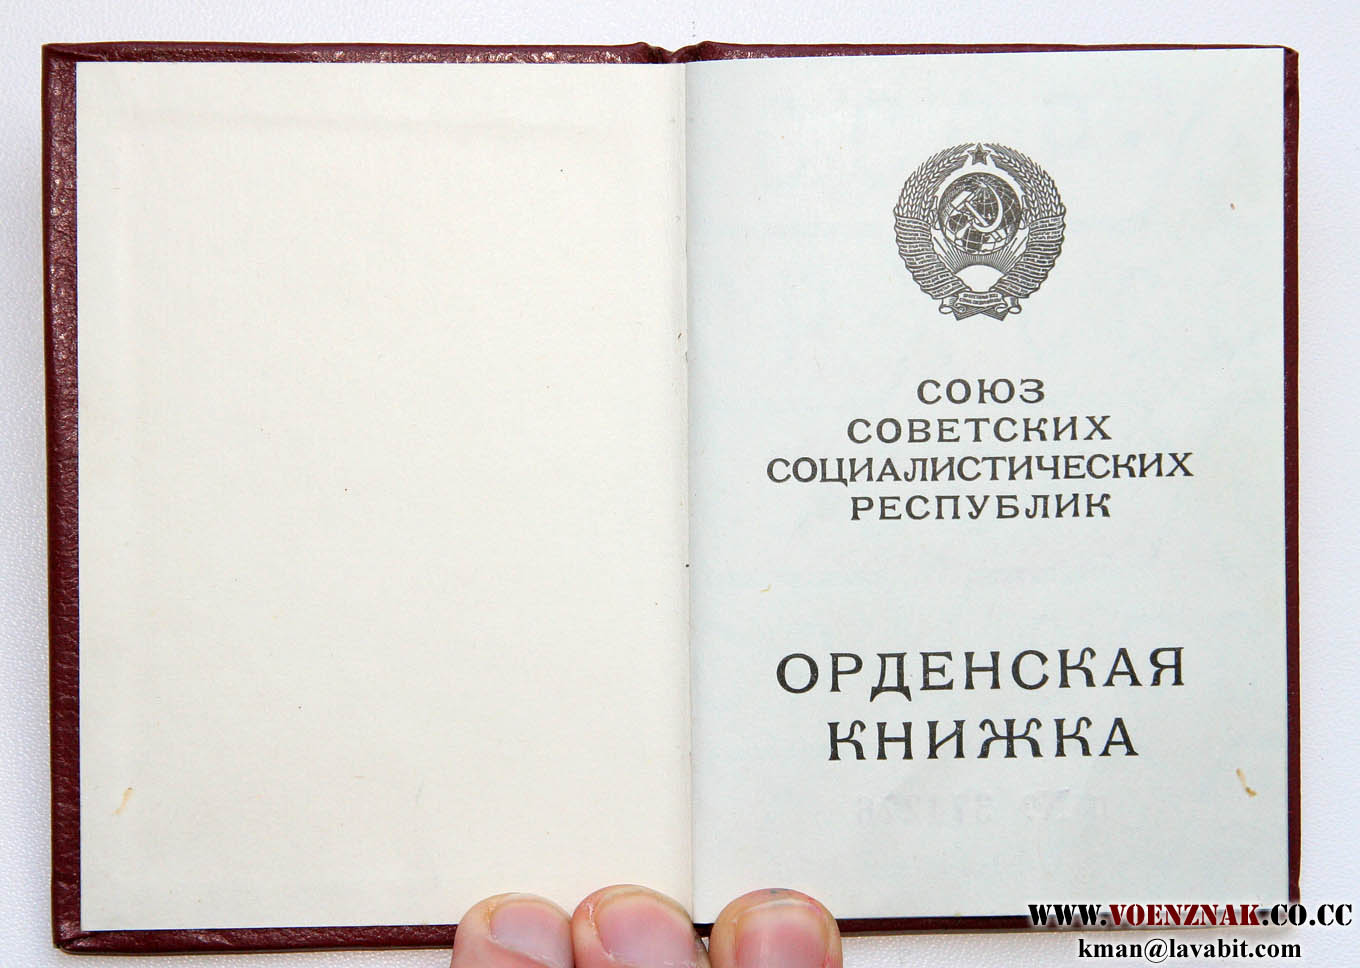 СОЮЗ
СОВЕТСКИХ
СОЦИАЛИСТИЧЕСКИХ
РЕСПУБЛИК
ОРДЕНСКАЯ
КНИЖКА
WWW.VOENZNAK.CO.CC
kman@lavabit.com